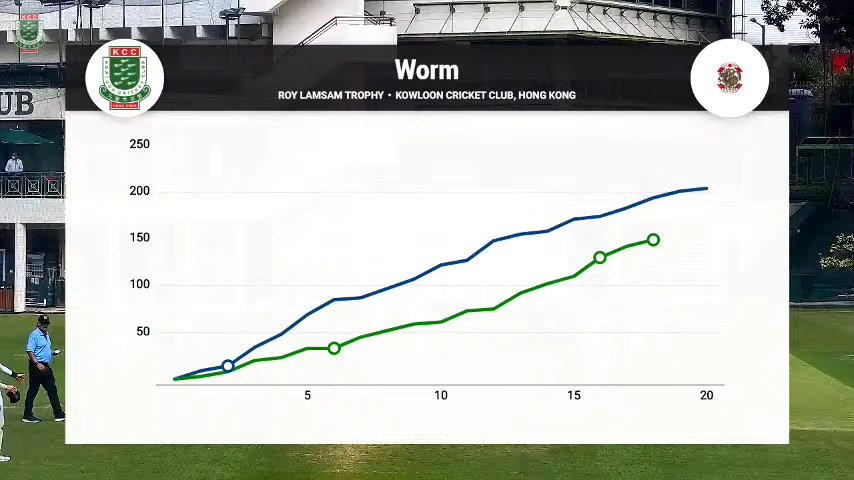 KCC
UB
KCC
Worm
ROY LAMSAM TROPHY • KOWLOON CRICKET CLUB, HONG KONG
250
200
150
100
50
5
10
15
20